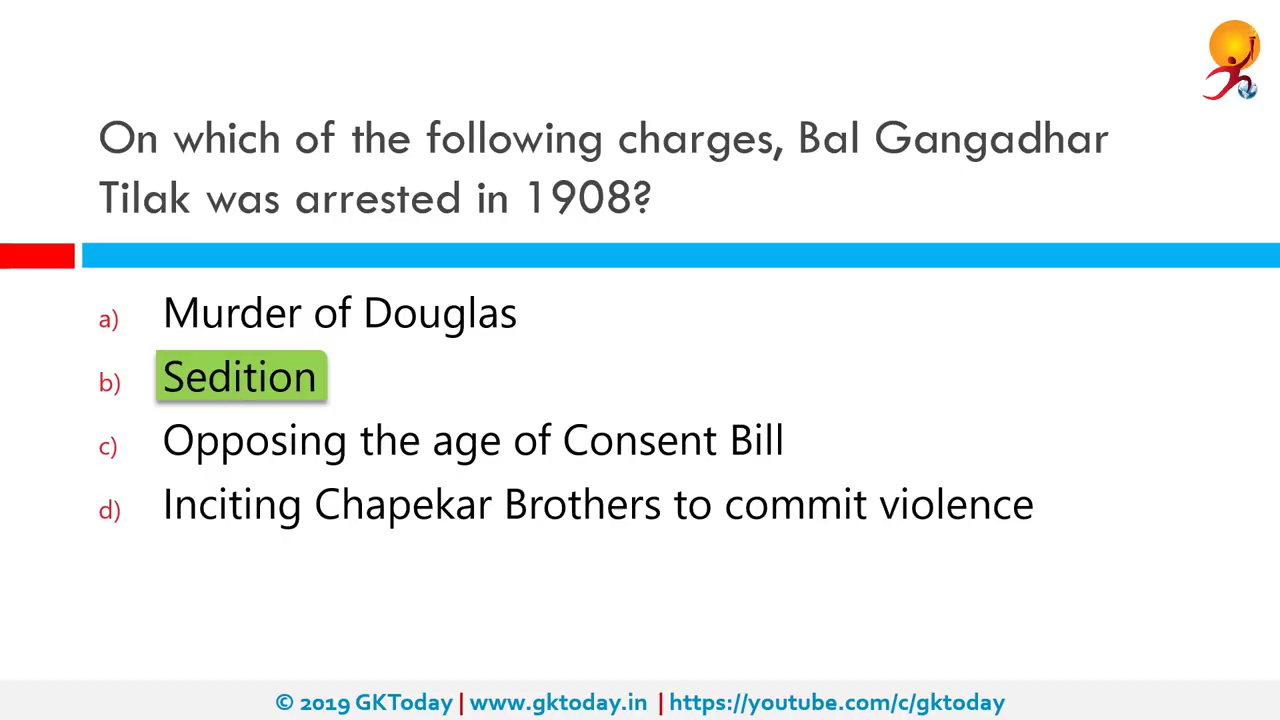 On which of the following charges, Bal Gangadhar
Tilak was arrested in 1908?
a) Murder of Douglas
b) Sedition
c) Opposing the age of Consent Bill
d) Inciting Chapekar Brothers to commit violence
© 2019 GKToday | www.gktoday.in | https://youtube.com/c/gktoday